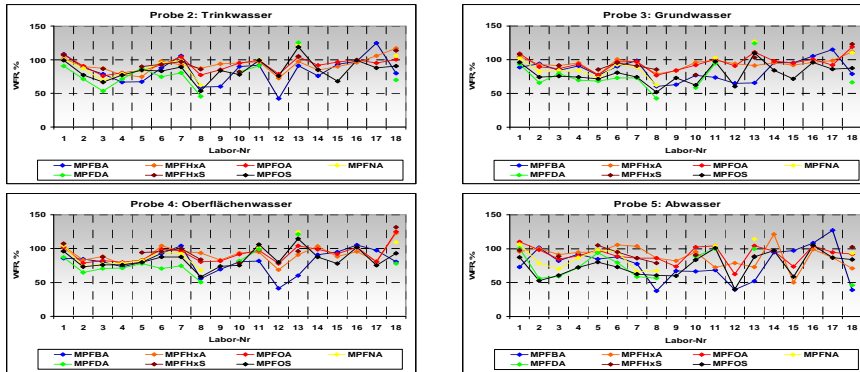 Probe 2: Trinkwasser
WFR %
150
100
50
0
1 2 3 4 5 6 7 8 9 10 11 12 13 14 15 16 17 18
Labor-Nr
MPFBA MPFHxA MPFOA MPFNA
MPFDA MPFHxS MPFOS
Probe 3: Grundwasser
WFR %
150
100
50
0
1 2 3 4 5 6 7 8 9 10 11 12 13 14 15 16 17 18
Labor-Nr
MPFBA MPFHxA MPFOA MPFNA
MPFDA MPFHxS MPFOS
Probe 4: Oberflächenwasser
WFR %
150
100
50
0
1 2 3 4 5 6 7 8 9 10 11 12 13 14 15 16 17 18
Labor-Nr
MPFBA MPFHxA MPFOA MPFNA
MPFDA MPFHxS MPFOS
Probe 5: Abwasser
WFR %
150
100
50
0
1 2 3 4 5 6 7 8 9 10 11 12 13 14 15 16 17 18
Labor-Nr
MPFBA MPFHxA MPFOA MPFNA
MPFDA MPFHxS MPFOS